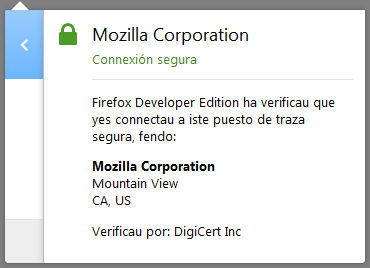 Mozilla Corporation
Connexión segura
Firefox Developer Edition ha verificau que
yes connectau a iste puesto de traza
segura, fendo:
Mozilla Corporation
Mountain View
CA, US
Verificau por: DigiCert Inc